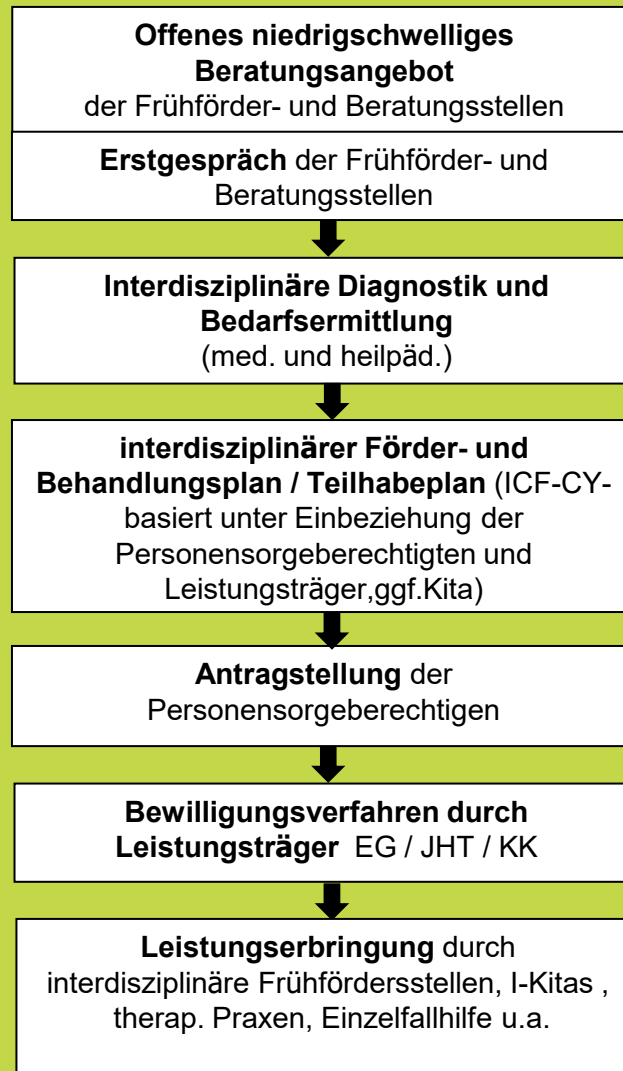 Offenes niedrigschwelliges
Beratungsangebot
der Frühförder- und Beratungsstellen
Erstgespräch der Frühförder- und
Beratungsstellen
Interdisziplinäre Diagnostik und
Bedarfsermittlung
(med. und heilpäd.)
interdisziplinärer Förder- und
Behandlungsplan / Teilhabeplan (ICF-CY-
basiert unter Einbeziehung der
Personensorgeberechtigten und
Leistungsträger,ggf.Kita)
Antragstellung der
Personensorgeberechtigen
Bewilligungsverfahren durch
Leistungsträger EG / JHT / KK
Leistungserbringung durch
interdisziplinäre Frühfördersstellen, I-Kitas ,
therap. Praxen, Einzelfallhilfe u.a.